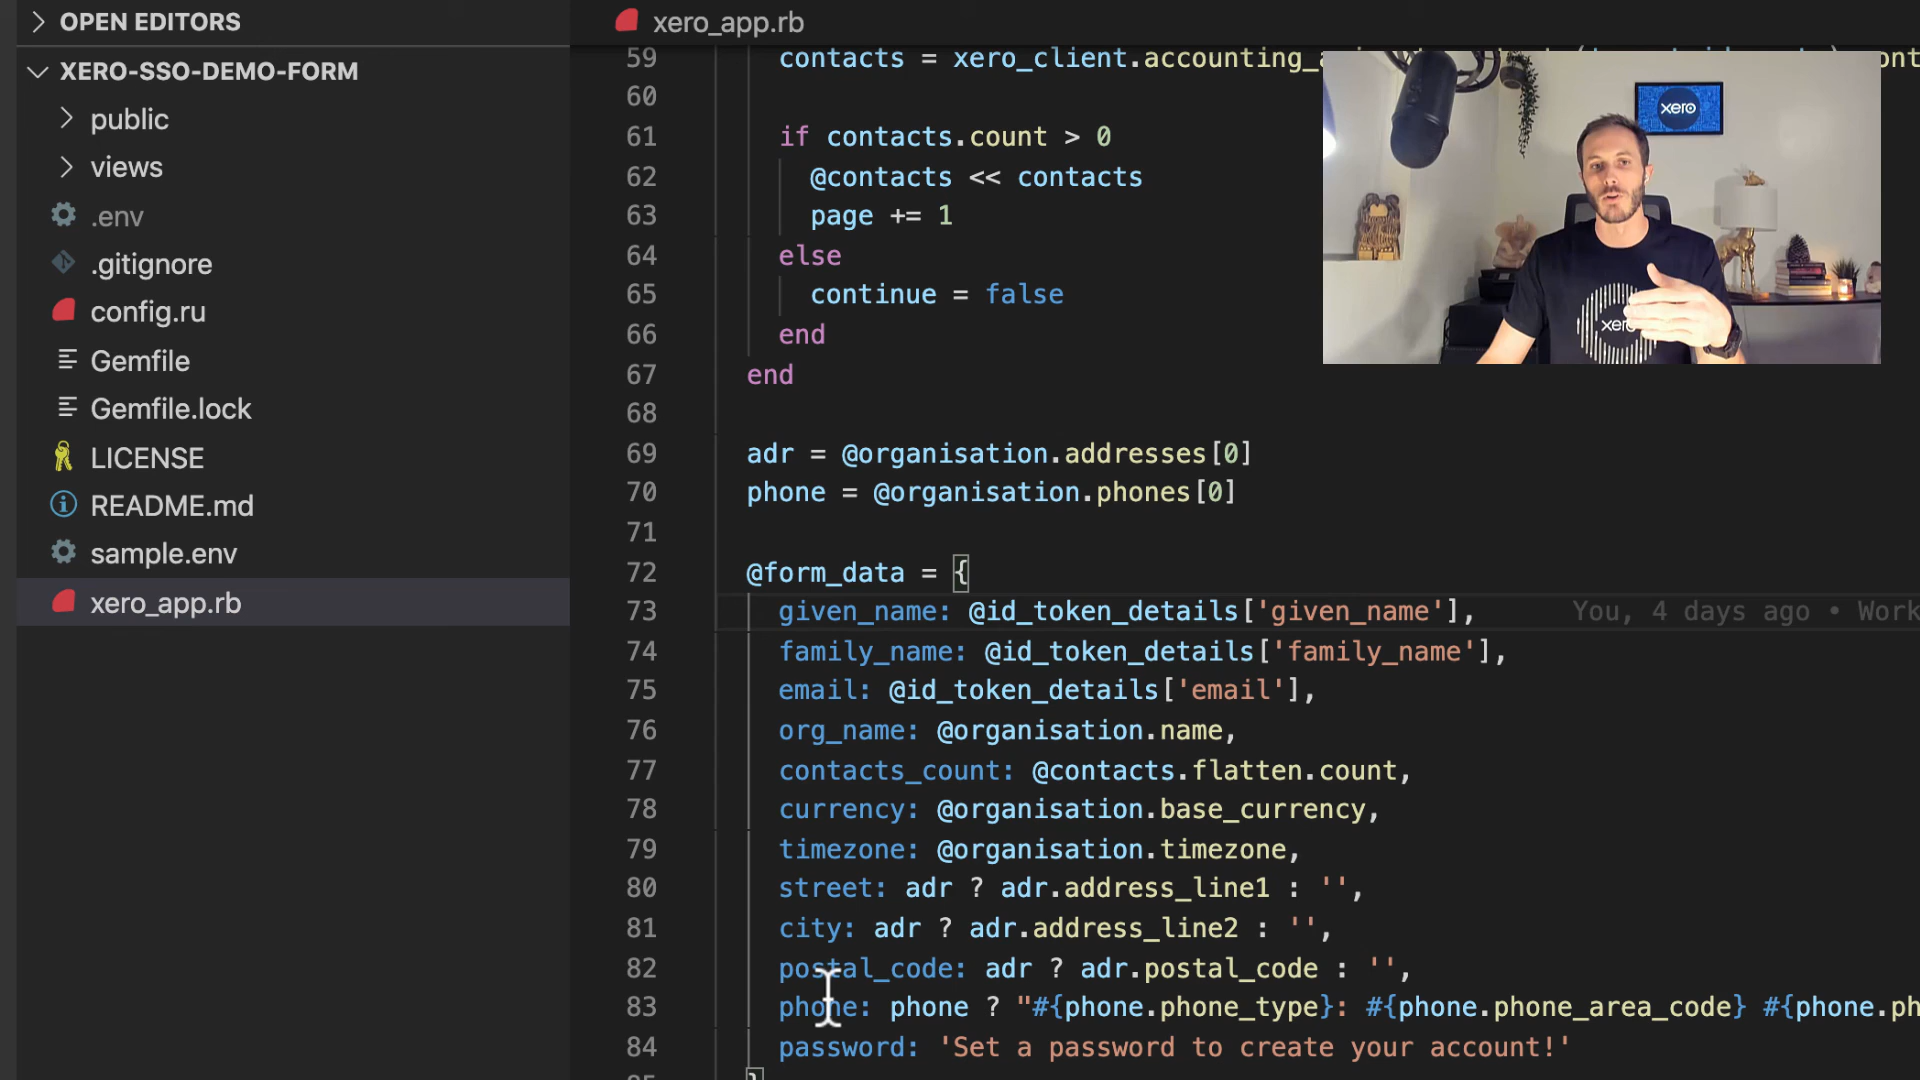 OPEN EDITORS
XERO-SSO-DEMO-FORM
public
views
.env
.gitignore
config.ru
Gemfile
Gemfile.lock
LICENSE
README.md
sample.env
xero_app.rb
xero_app.rb
59 contacts = xero_client.accounting_
60
61 if contacts.count > 0
62 @contacts << contacts
63 page += 1
64 else
65 continue = false
66 end
67 end
68
69 adr = @organisation.addresses[0]
70 phone = @organisation.phones[0]
71
72 @form_data = {
73 given_name: @id_token_details['given_name'], You, 4 days ago • Work
74 family_name: @id_token_details['family_name'],
75 email: @id_token_details['email'],
76 org_name: @organisation.name,
77 contacts_count: @contacts.flatten.count,
78 currency: @organisation.base_currency,
79 timezone: @organisation.timezone,
80 street: adr ? adr.address_line1 : '',
81 city: adr ? adr.address_line2 : '',
82 postal_code: adr ? adr.postal_code : '',
83 phone: phone ? "#{phone.phone_type}: #{phone.phone_area_code} #{phone.ph
84 password: 'Set a password to create your account!'
}
xero
xero